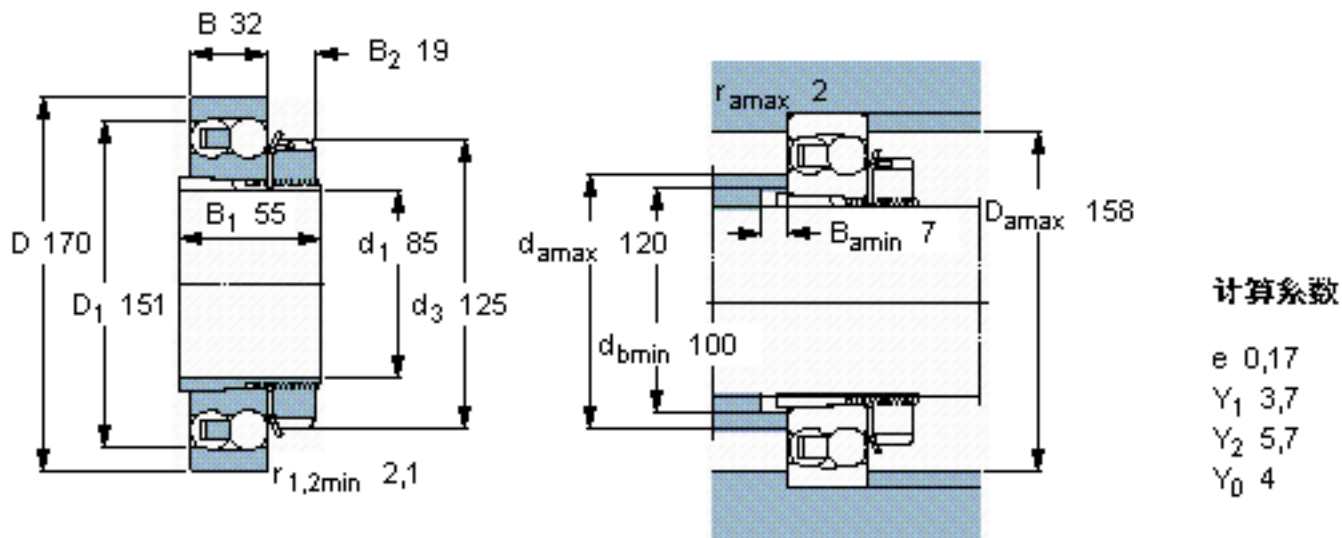 B 32
B2 19
D 170
D1 151
B1 55
d1 85
d3 125
r1,2min 2,1
ramax 2
damax 120
dbmin 100
Bamin 7
Damax 158
计算系数
e 0,17
Y1 3,7
Y2 5,7
Y0 4